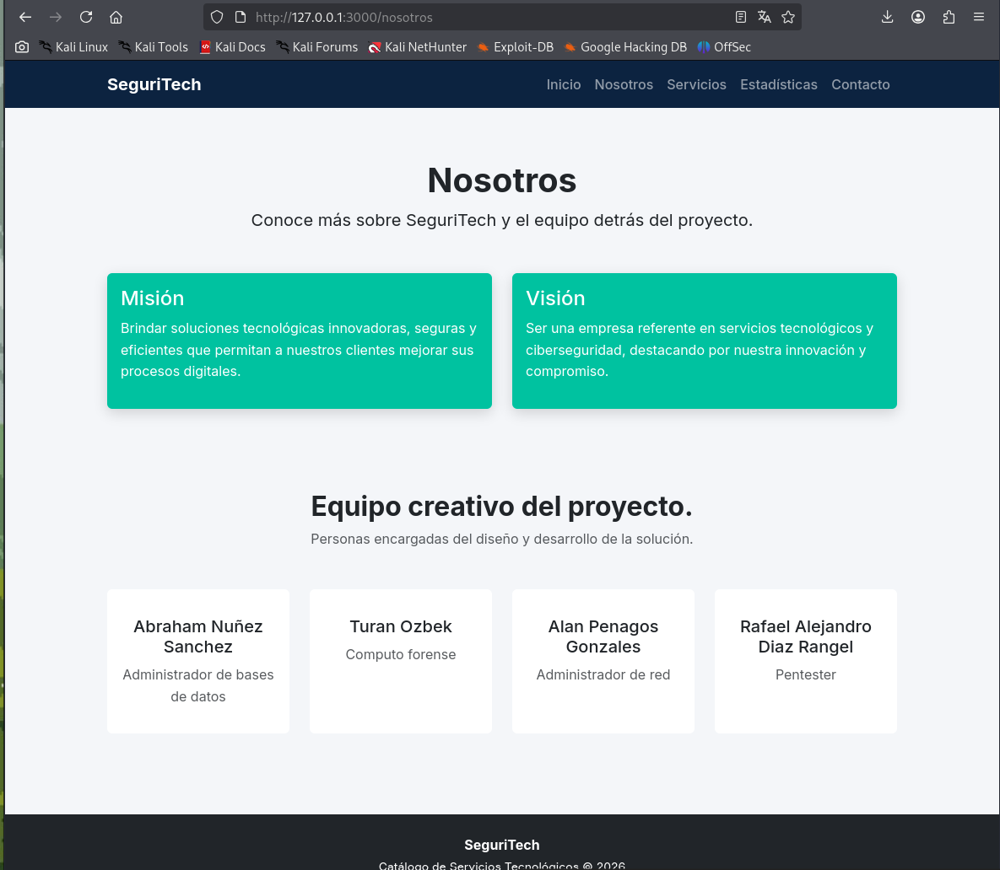 http://127.0.0.1:3000/nosotros
Kali Linux Kali Tools Kali Docs Kali Forums Kali NetHunter Exploit-DB Google Hacking DB OffSec
SeguriTech Inicio Nosotros Servicios Estadísticas Contacto
Nosotros
Conoce más sobre SeguriTech y el equipo detrás del proyecto.
Misión
Brindar soluciones tecnológicas innovadoras, seguras y
eficientes que permitan a nuestros clientes mejorar sus
procesos digitales.
Visión
Ser una empresa referente en servicios tecnológicos y
ciberseguridad, destacando por nuestra innovación y
compromiso.
Equipo creativo del proyecto.
Personas encargadas del diseño y desarrollo de la solución.
Abraham Nuñez
Sanchez
Administrador de bases
de datos
Turan Ozbek
Computo forense
Alan Penagos
Gonzales
Administrador de red
Rafael Alejandro
Diaz Rangel
Pentester
SeguriTech
Catálogo de Servicios Tecnológicos © 2026